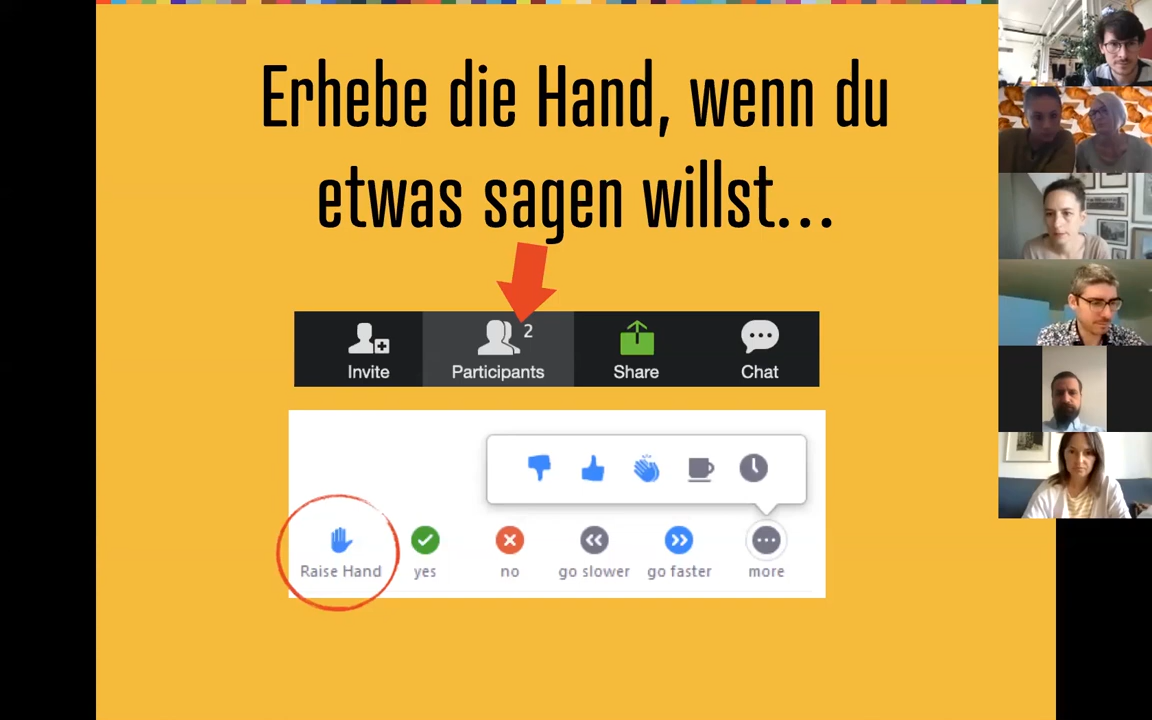 Erhebe die Hand, wenn du
etwas sagen willst...
2
Invite Participants Share Chat
Raise Hand yes no go slower go faster more